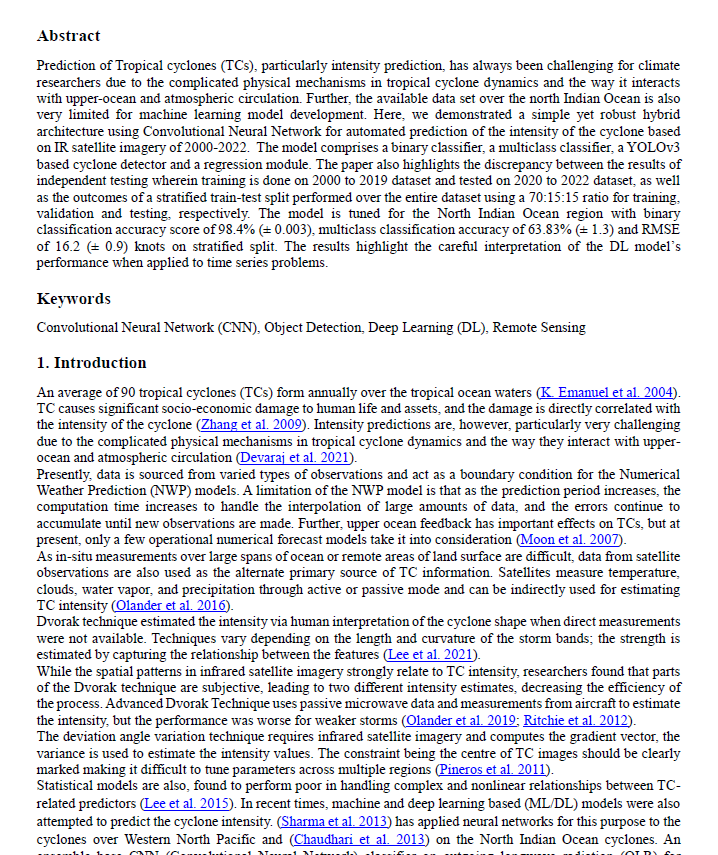 Abstract
Prediction of Tropical cyclones (TCs), particularly intensity prediction, has always been challenging for climate
researchers due to the complicated physical mechanisms in tropical cyclone dynamics and the way it interacts
with upper-ocean and atmospheric circulation. Further, the available data set over the north Indian Ocean is also
very limited for machine learning model development. Here, we demonstrated a simple yet robust hybrid
architecture using Convolutional Neural Network for automated prediction of the intensity of the cyclone based
on IR satellite imagery of 2000-2022. The model comprises a binary classifier, a multiclass classifier, a YOLOv3
based cyclone detector and a regression module. The paper also highlights the discrepancy between the results of
independent testing wherein training is done on 2000 to 2019 dataset and tested on 2020 to 2022 dataset, as well
as the outcomes of a stratified train-test split performed over the entire dataset using a 70:15:15 ratio for training,
validation and testing, respectively. The model is tuned for the North Indian Ocean region with binary
classification accuracy score of 98.4% (± 0.003), multiclass classification accuracy of 63.83% (± 1.3) and RMSE
of 16.2 (± 0.9) knots on stratified split. The results highlight the careful interpretation of the DL model's
performance when applied to time series problems.
Keywords
Convolutional Neural Network (CNN), Object Detection, Deep Learning (DL), Remote Sensing
1. Introduction
An average of 90 tropical cyclones (TCs) form annually over the tropical ocean waters (K. Emanuel et al. 2004).
TC causes significant socio-economic damage to human life and assets, and the damage is directly correlated with
the intensity of the cyclone (Zhang et al. 2009). Intensity predictions are, however, particularly very challenging
due to the complicated physical mechanisms in tropical cyclone dynamics and the way they interact with upper-
ocean and atmospheric circulation (Devaraj et al. 2021).
Presently, data is sourced from varied types of observations and act as a boundary condition for the Numerical
Weather Prediction (NWP) models. A limitation of the NWP model is that as the prediction period increases, the
computation time increases to handle the interpolation of large amounts of data, and the errors continue to
accumulate until new observations are made. Further, upper ocean feedback has important effects on TCs, but at
present, only a few operational numerical forecast models take it into consideration (Moon et al. 2007).
As in-situ measurements over large spans of ocean or remote areas of land surface are difficult, data from satellite
observations are also used as the alternate primary source of TC information. Satellites measure temperature,
clouds, water vapor, and precipitation through active or passive mode and can be indirectly used for estimating
TC intensity (Olander et al. 2016).
Dvorak technique estimated the intensity via human interpretation of the cyclone shape when direct measurements
were not available. Techniques vary depending on the length and curvature of the storm bands; the strength is
estimated by capturing the relationship between the features (Lee et al. 2021).
While the spatial patterns in infrared satellite imagery strongly relate to TC intensity, researchers found that parts
of the Dvorak technique are subjective, leading to two different intensity estimates, decreasing the efficiency of
the process. Advanced Dvorak Technique uses passive microwave data and measurements from aircraft to estimate
the intensity, but the performance was worse for weaker storms (Olander et al. 2019; Ritchie et al. 2012).
The deviation angle variation technique requires infrared satellite imagery and computes the gradient vector, the
variance is used to estimate the intensity values. The constraint being the centre of TC images should be clearly
marked making it difficult to tune parameters across multiple regions (Pineros et al. 2011).
Statistical models are also, found to perform poor in handling complex and nonlinear relationships between TC-
related predictors (Lee et al. 2015). In recent times, machine and deep learning based (ML/DL) models were also
attempted to predict the cyclone intensity. (Sharma et al. 2013) has applied neural networks for this purpose to the
cyclones over Western North Pacific and (Chaudhari et al. 2013) on the North Indian Ocean cyclones. An
ensemble base CNN (Convolutional Neural Network) classifier on outgoing longwave radiation (OLR) for